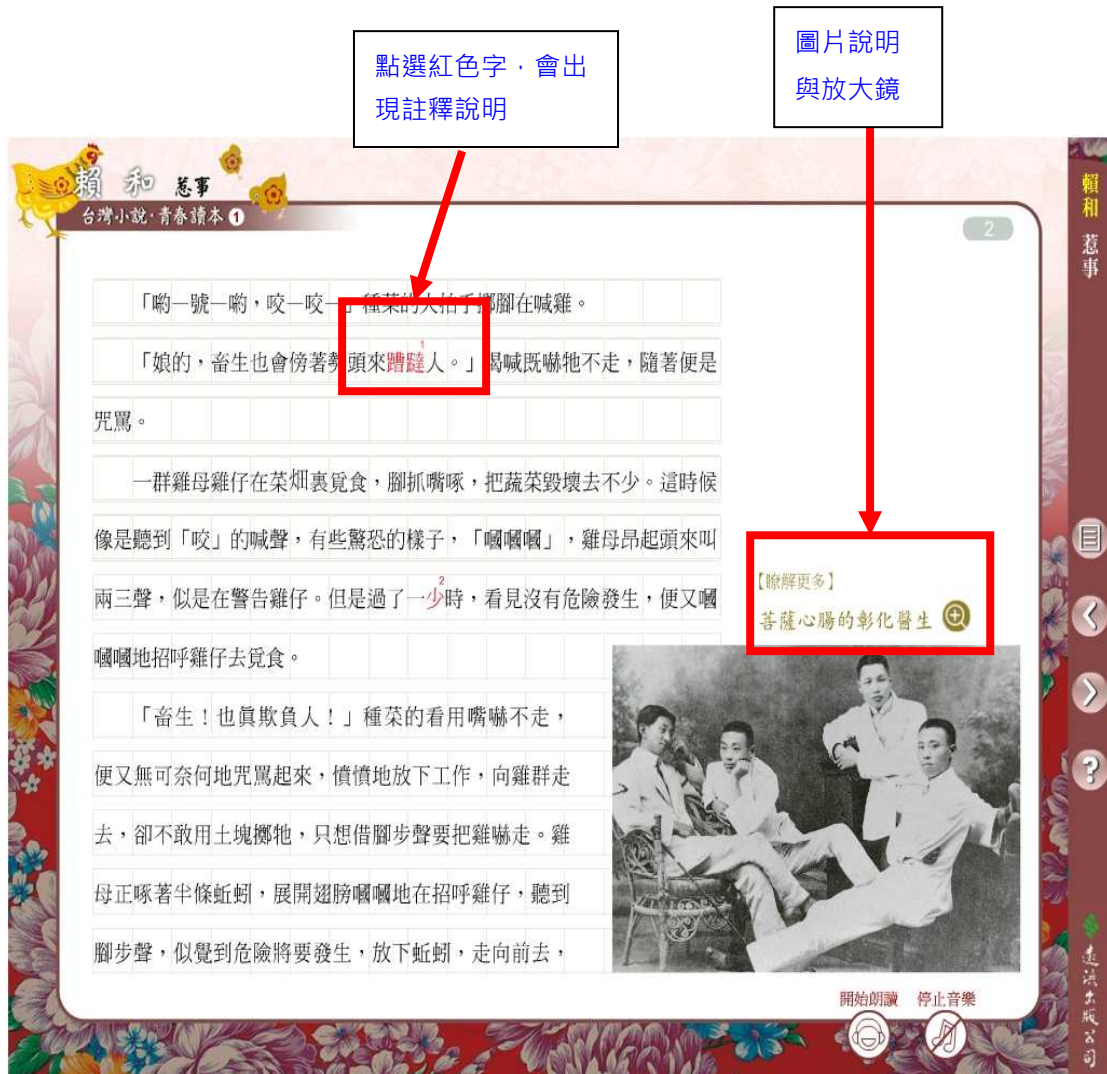 點選紅色字，會出
現註釋說明
圖片說明
與放大鏡
賴和 惹事
台灣小說·青春讀本1
2
「喲—號—喲，咬—咬—」種菜的人拍手擲腳在喊雞。
「娘的，畜生也會傍著勢頭來蹧躂1人。」喝喊既嚇牠不走，隨著便是
咒罵。
一群雞母雞仔在菜畑裏覓食，腳抓嘴啄，把蔬菜毀壞去不少。這時候
像是聽到「咬」的喊聲，有些驚恐的樣子，「嘓嘓嘓」，雞母昂起頭來叫
兩三聲，似是在警告雞仔。但是過了一少2時，看見沒有危險發生，便又嘓
嘓嘓地招呼雞仔去覓食。
「畜生！也眞欺負人！」種菜的看用嘴嚇不走，
便又無可奈何地咒罵起來，憤憤地放下工作，向雞群走
去，卻不敢用土塊擲牠，只想借腳步聲要把雞嚇走。雞
母正啄著半條蚯蚓，展開翅膀嘓嘓地在招呼雞仔，聽到
腳步聲，似覺到危險將要發生，放下蚯蚓，走向前去，
【瞭解更多】
菩薩心腸的彰化醫生
開始朗讀 停止音樂
賴和 惹事
?
遠流出版公司